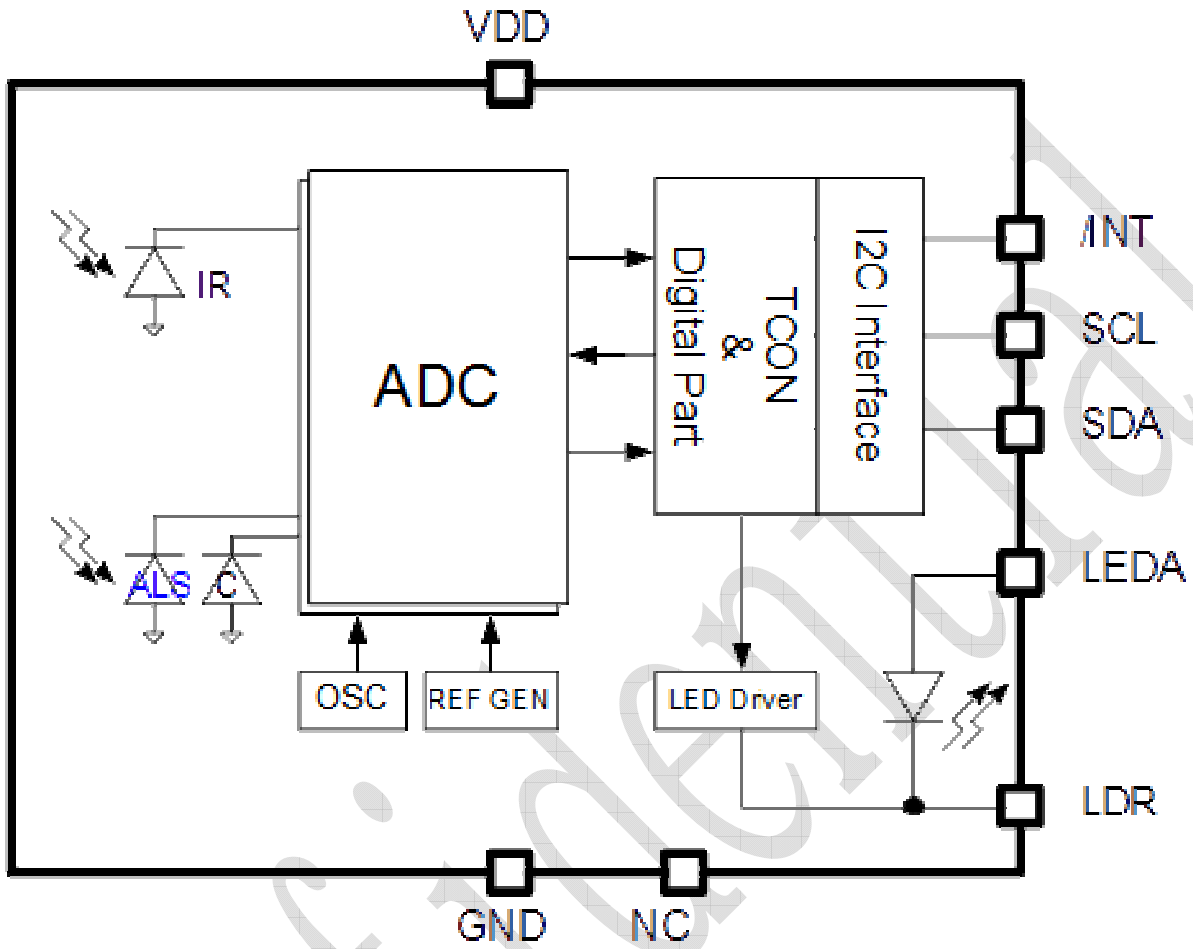 VDD
/INT
IR
ADC
Digital Part
&
TCON
I2C Interface
SCL
SDA
ALS
C
LEDA
OSC
REF GEN
LED Driver
LDR
GND
NC